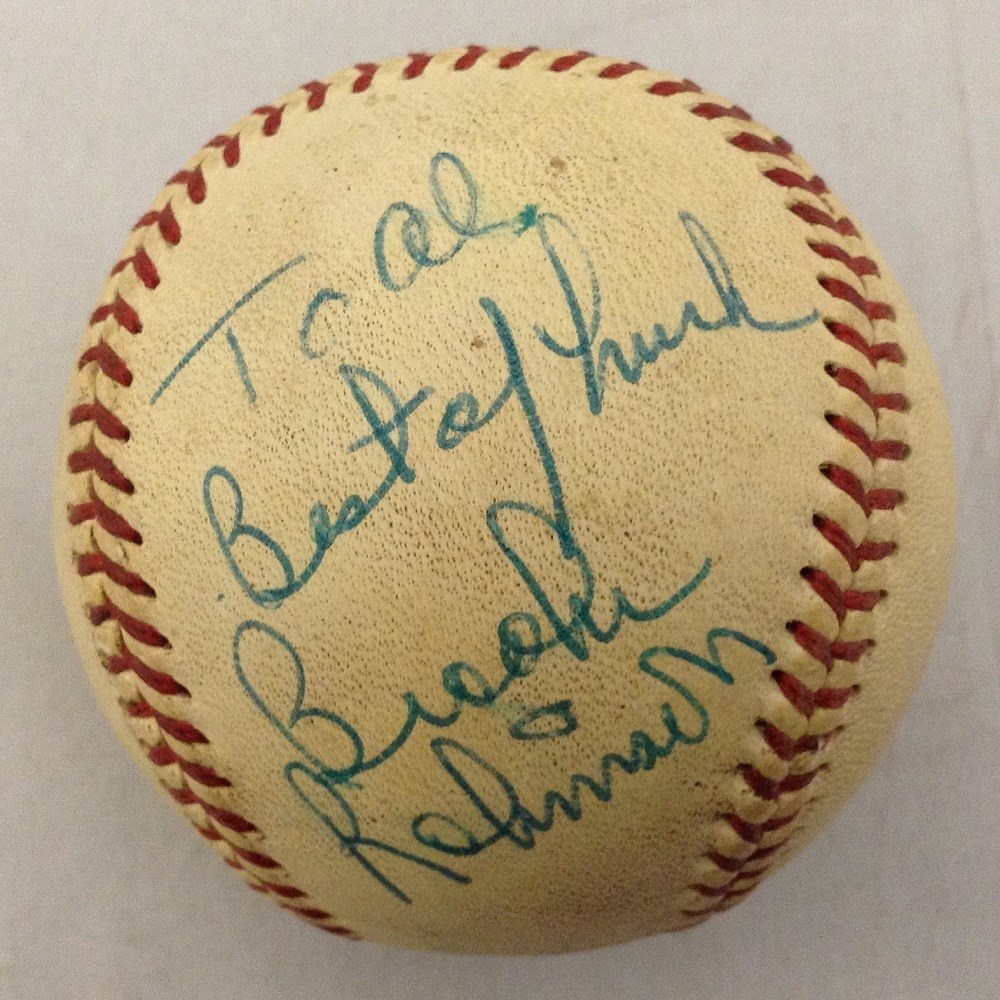 To Al,
Best of luck
Brooks
Robinson